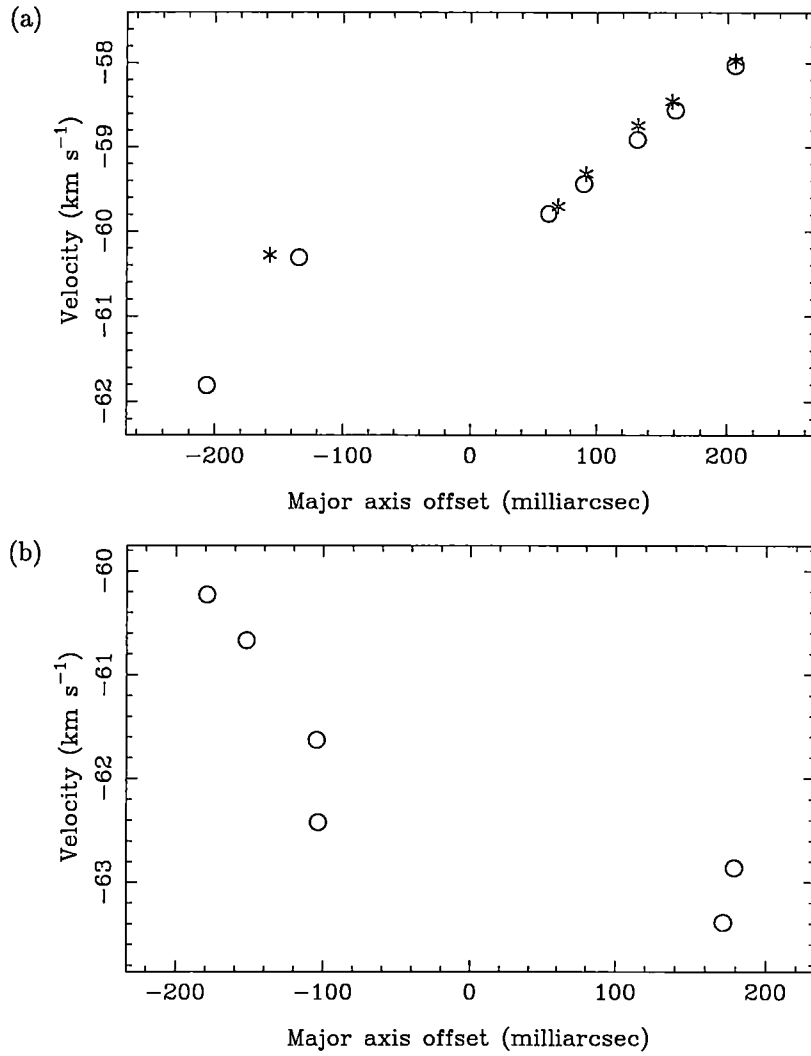 (a)
−58
−59
−60
−61
−62
Velocity (km s−1)
−200 −100 0 100 200
Major axis offset (milliarcsec)
(b)
−60
−61
−62
−63
Velocity (km s−1)
−200 −100 0 100 200
Major axis offset (milliarcsec)